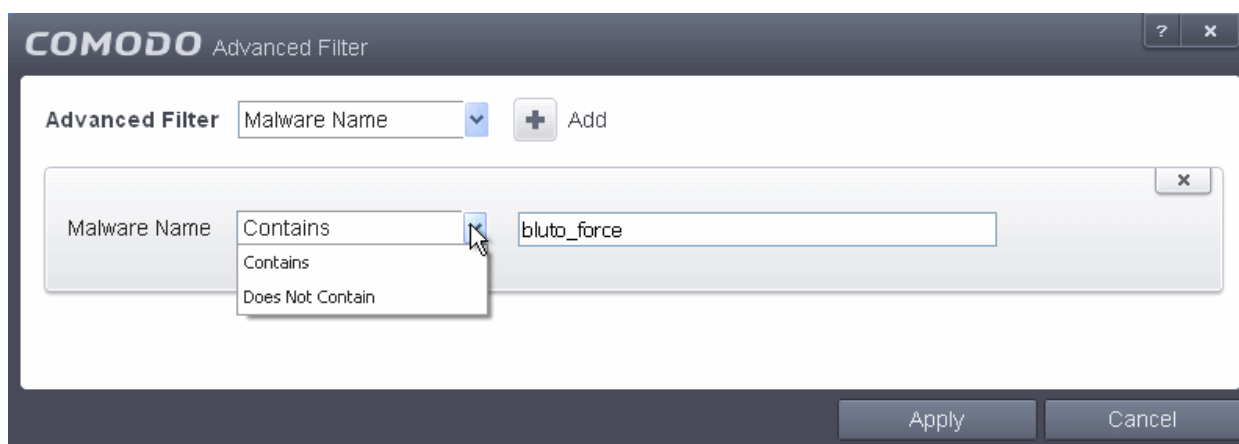 COMODO Advanced Filter ? x
Advanced Filter Malware Name + Add
x
Malware Name Contains bluto_force
Contains
Does Not Contain
Apply Cancel